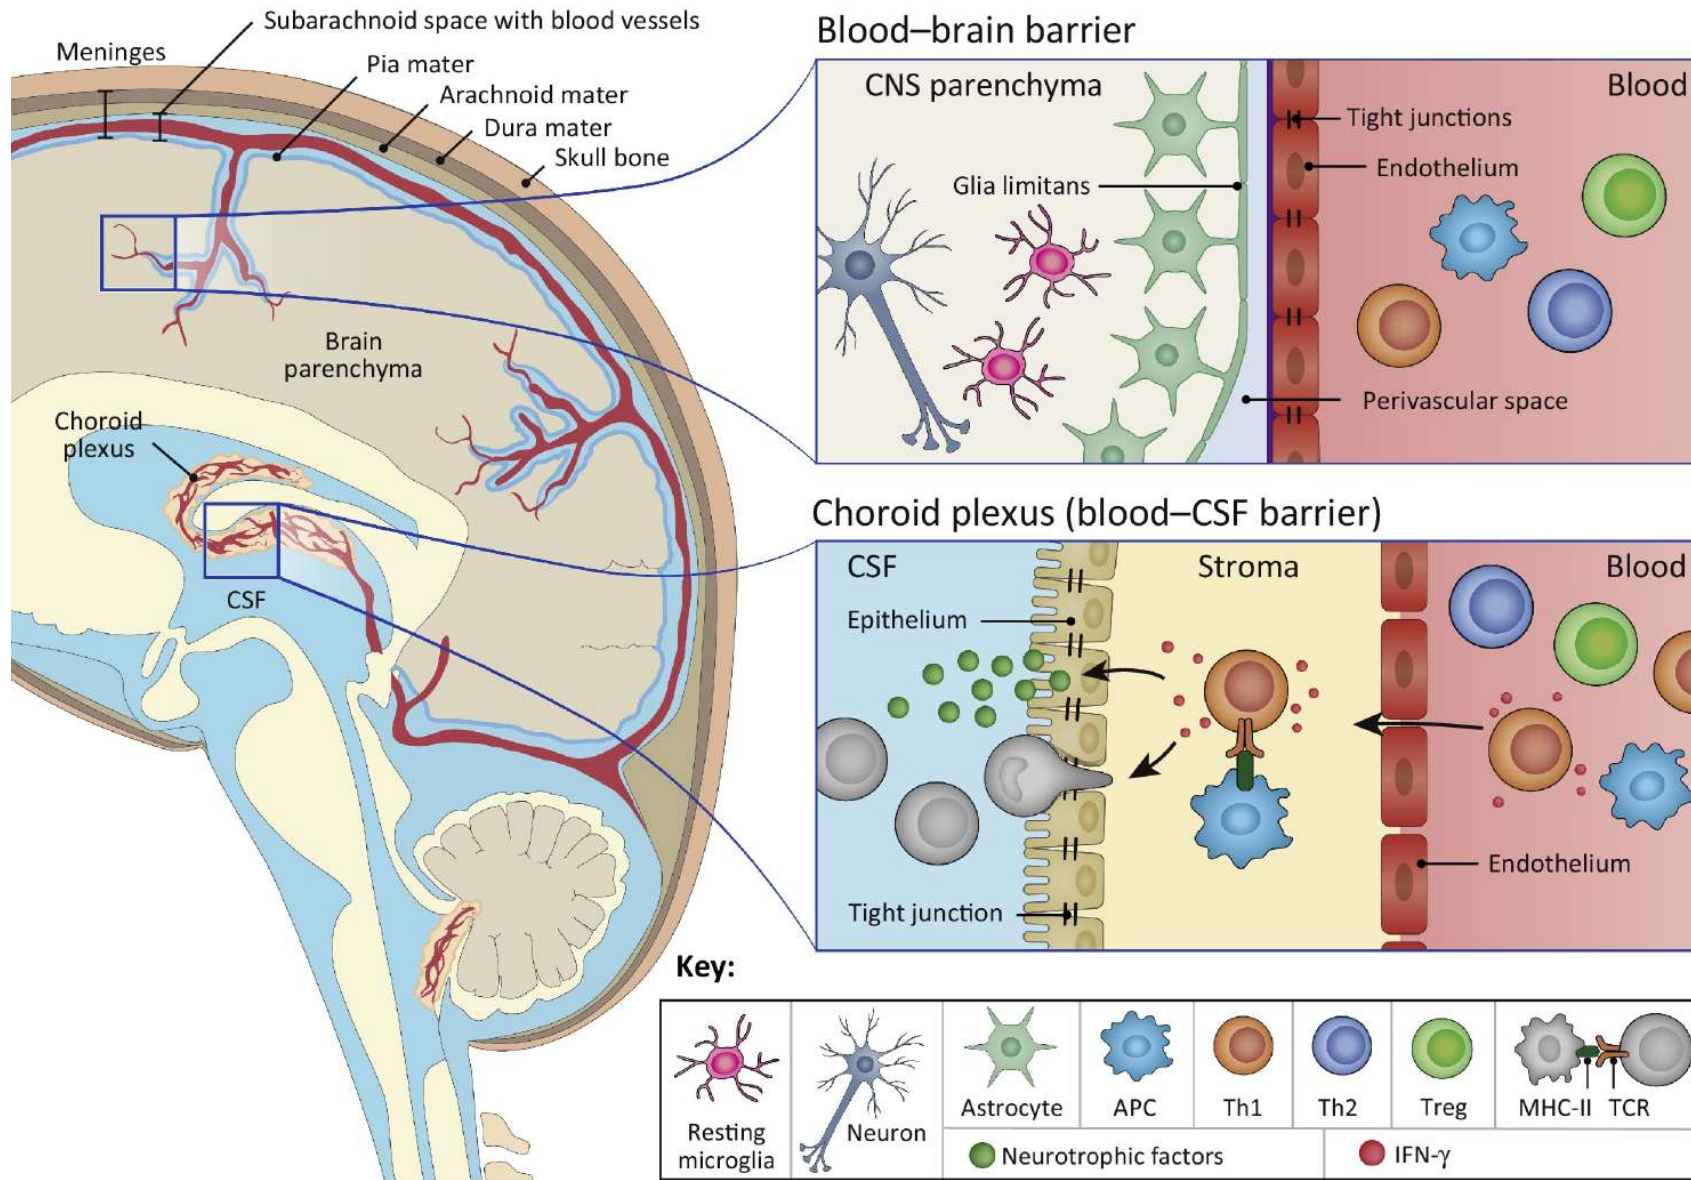 Subarachnoid space with blood vessels
Meninges
Pia mater
Arachnoid mater
Dura mater
Skull bone
Brain
parenchyma
Choroid
plexus
CSF
Blood–brain barrier
CNS parenchyma
Blood
Tight junctions
Endothelium
Glia limitans
Perivascular space
Choroid plexus (blood–CSF barrier)
CSF
Stroma
Blood
Epithelium
Endothelium
Tight junction
Key:
Resting
microglia
Neuron
Astrocyte
APC
Th1
Th2
Treg
MHC-II TCR
Neurotrophic factors
IFN-γ